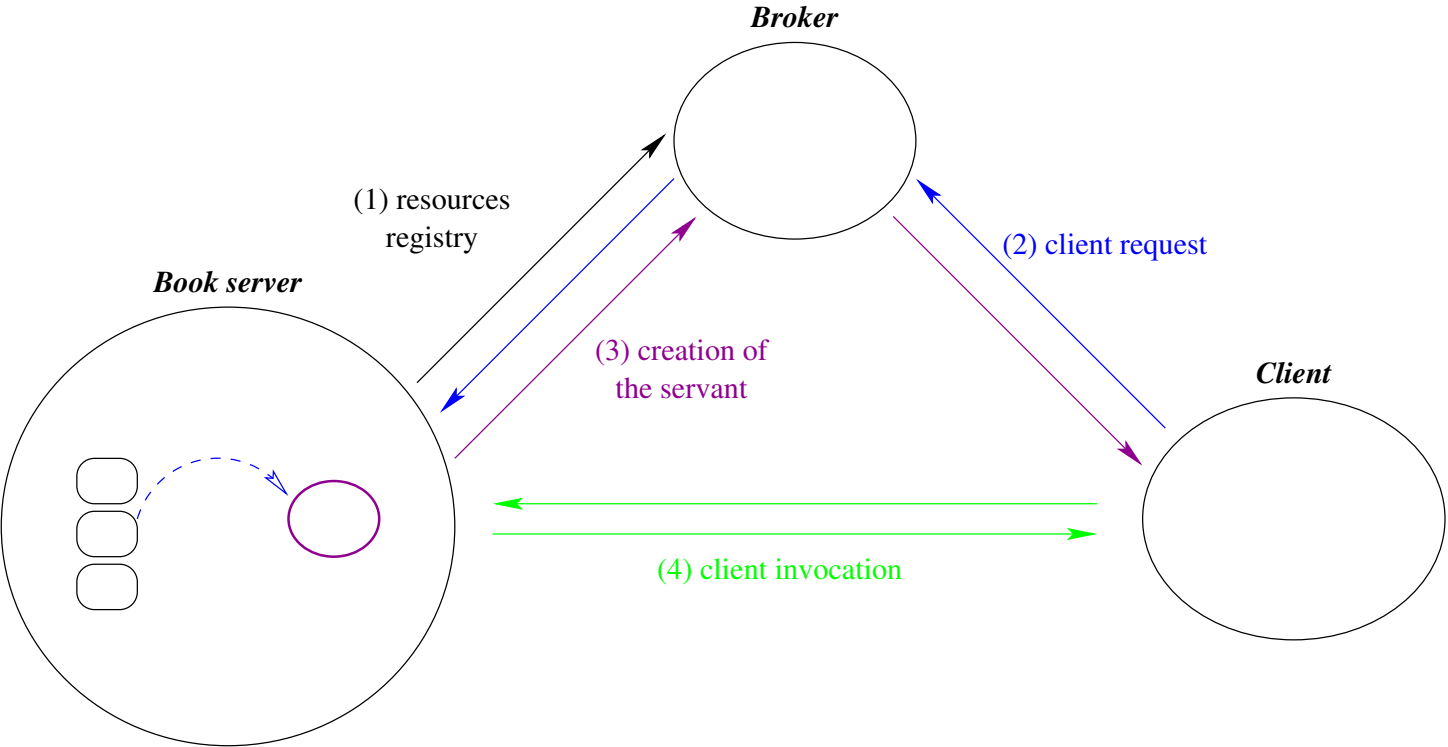 Broker
(1) resources
registry
(2) client request
Book server
(3) creation of
the servant
Client
(4) client invocation